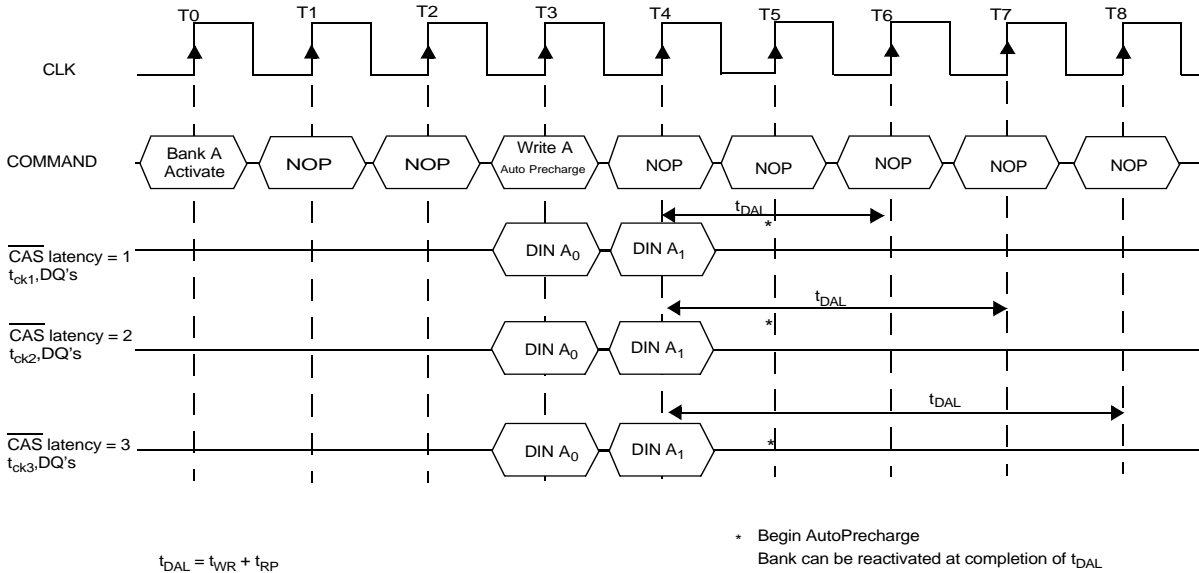 T0 T1 T2 T3 T4 T5 T6 T7 T8
CLK
COMMAND
Bank A
Activate
NOP
NOP
Write A
Auto Precharge
NOP
NOP
NOP
NOP
NOP
tDAL
*
CAS latency = 1
tck1,DQ's
DIN A0
DIN A1
tDAL
*
CAS latency = 2
tck2,DQ's
DIN A0
DIN A1
tDAL
CAS latency = 3
tck3,DQ's
DIN A0
DIN A1
*
tDAL = tWR + tRP
* Begin AutoPrecharge
Bank can be reactivated at completion of tDAL